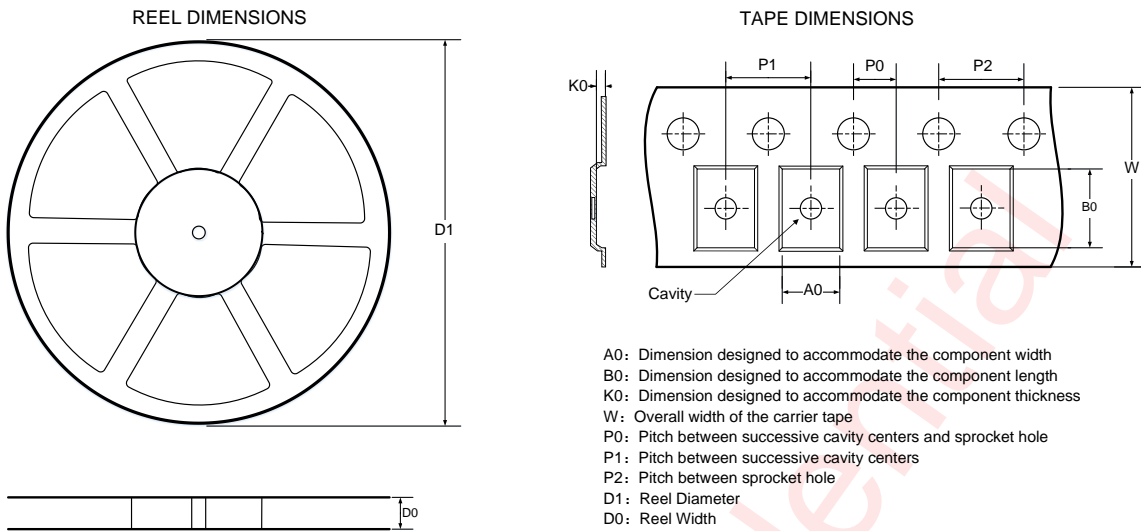 REEL DIMENSIONS
D1
D0
TAPE DIMENSIONS
P1
P0
P2
K0
W
B0
Cavity
A0
A0：Dimension designed to accommodate the component width
B0：Dimension designed to accommodate the component length
K0：Dimension designed to accommodate the component thickness
W：Overall width of the carrier tape
P0：Pitch between successive cavity centers and sprocket hole
P1：Pitch between successive cavity centers
P2：Pitch between sprocket hole
D1：Reel Diameter
D0：Reel Width
dential